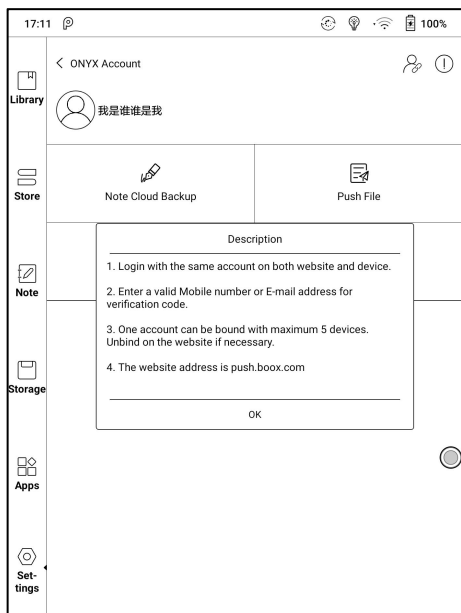 17:11
100%
ONYX Account
我是谁谁是我
Library
Store
Note
Storage
Apps
Set-
tings
Note Cloud Backup
Push File
Description
1. Login with the same account on both website and device.
2. Enter a valid Mobile number or E-mail address for
verification code.
3. One account can be bound with maximum 5 devices.
Unbind on the website if necessary.
4. The website address is push.boox.com
OK